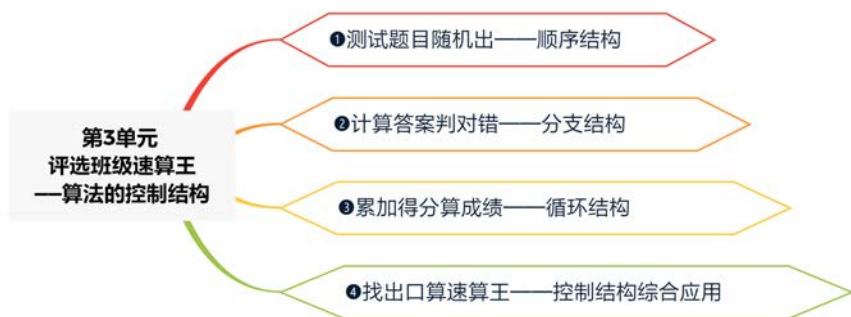 第3单元
评选班级速算王
——算法的控制结构
❶测试题目随机出——顺序结构
❷计算答案判对错——分支结构
❸累加得分算成绩——循环结构
❹找出口算速算王——控制结构综合应用